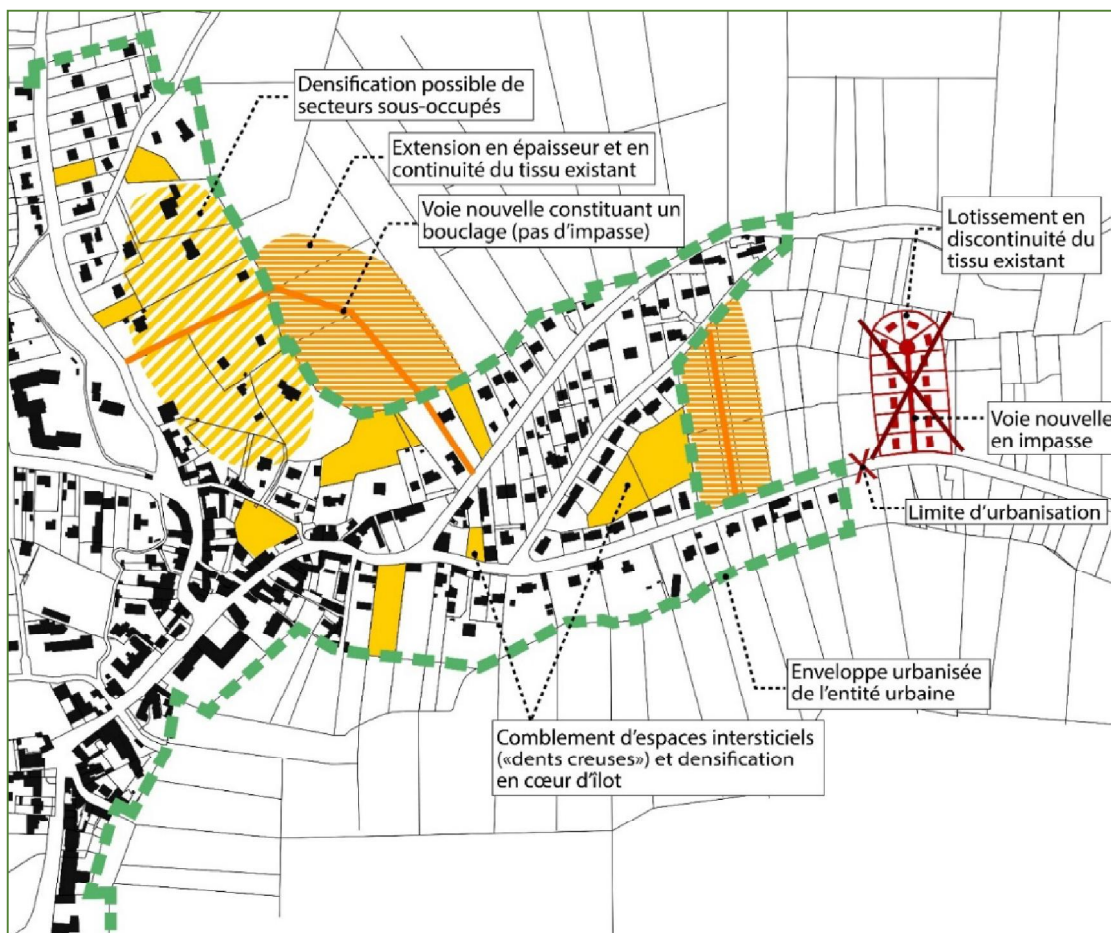 Densification possible de
secteurs sous-occupés
Extension en épaisseur et en
continuité du tissu existant
Voie nouvelle constituant un
bouclage (pas d'impasse)
Lotissement en
discontinuité du
tissu existant
Voie nouvelle
en impasse
Limite d'urbanisation
Enveloppe urbanisée
de l'entité urbaine
Comblement d'espaces intersticiels
(«dents creuses») et densification
en cœur d'îlot